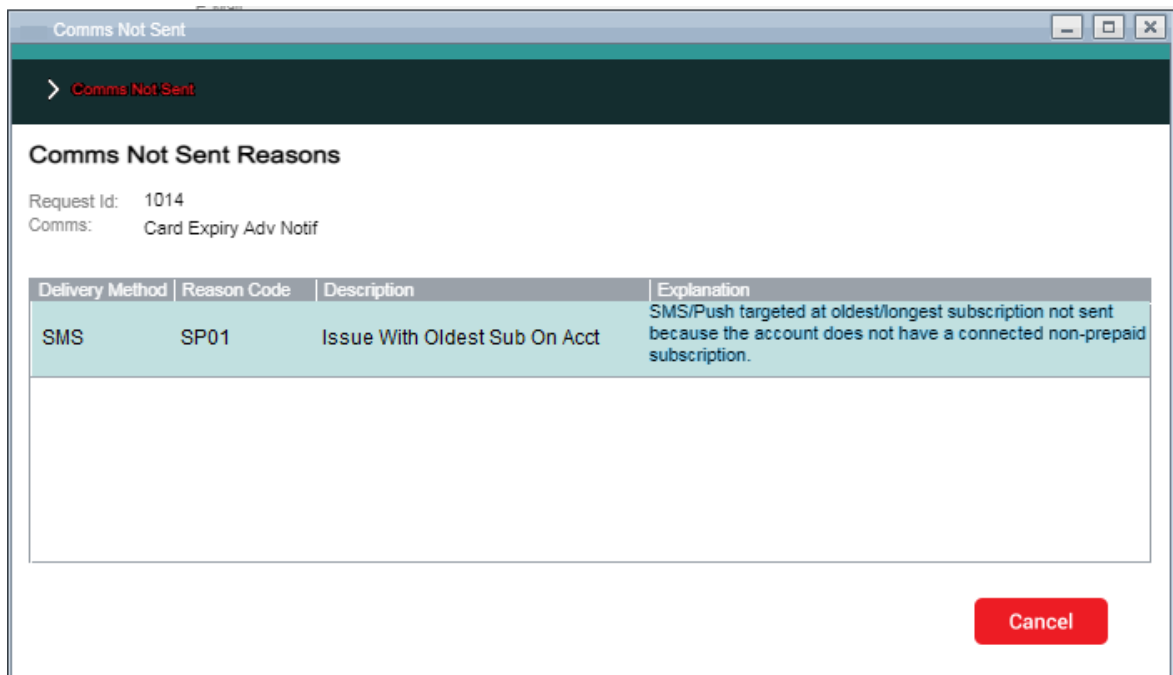 Comms Not Sent
Comms Not Sent
Comms Not Sent Reasons
Request Id: 1014
Comms: Card Expiry Adv Notif
Delivery Method Reason Code Description Explanation
SMS SP01 Issue With Oldest Sub On Acct SMS/Push targeted at oldest/longest subscription not sent
because the account does not have a connected non-prepaid
subscription.
Cancel